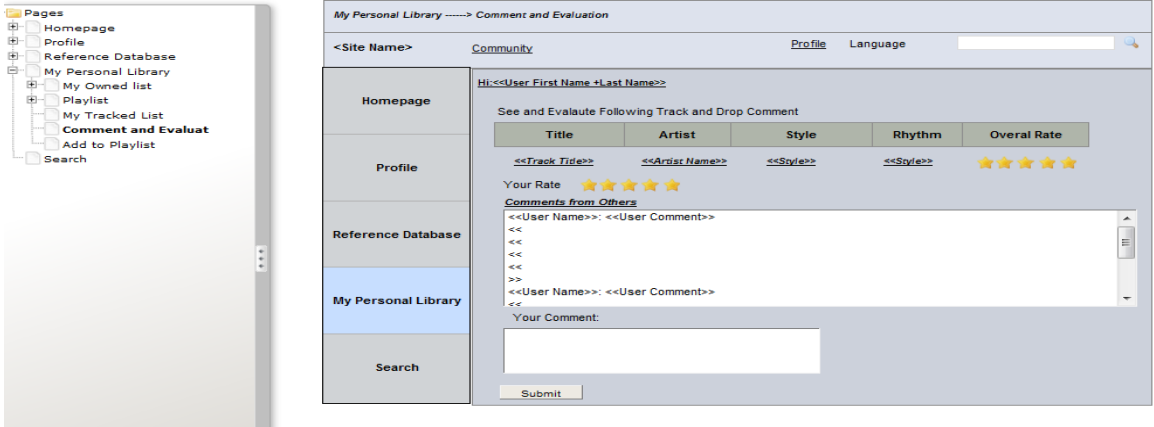 Pages
Homepage
Profile
Reference Database
My Personal Library
My Owned list
Playlist
My Tracked List
Comment and Evaluat
Add to Playlist
Search
My Personal Library ------> Comment and Evaluation
<Site Name> Community Profile Language
Homepage
Profile
Reference Database
My Personal Library
Search
Hi:<<User First Name +Last Name>>
See and Evalaute Following Track and Drop Comment
Title Artist Style Rhythm Overal Rate
<<Track Title>> <<Artist Name>> <<Style>> <<Style>>
Your Rate
Comments from Others
<<User Name>>: <<User Comment>>
<<
<<
<<
<<
>>
<<User Name>>: <<User Comment>>
<<
Your Comment:
Submit